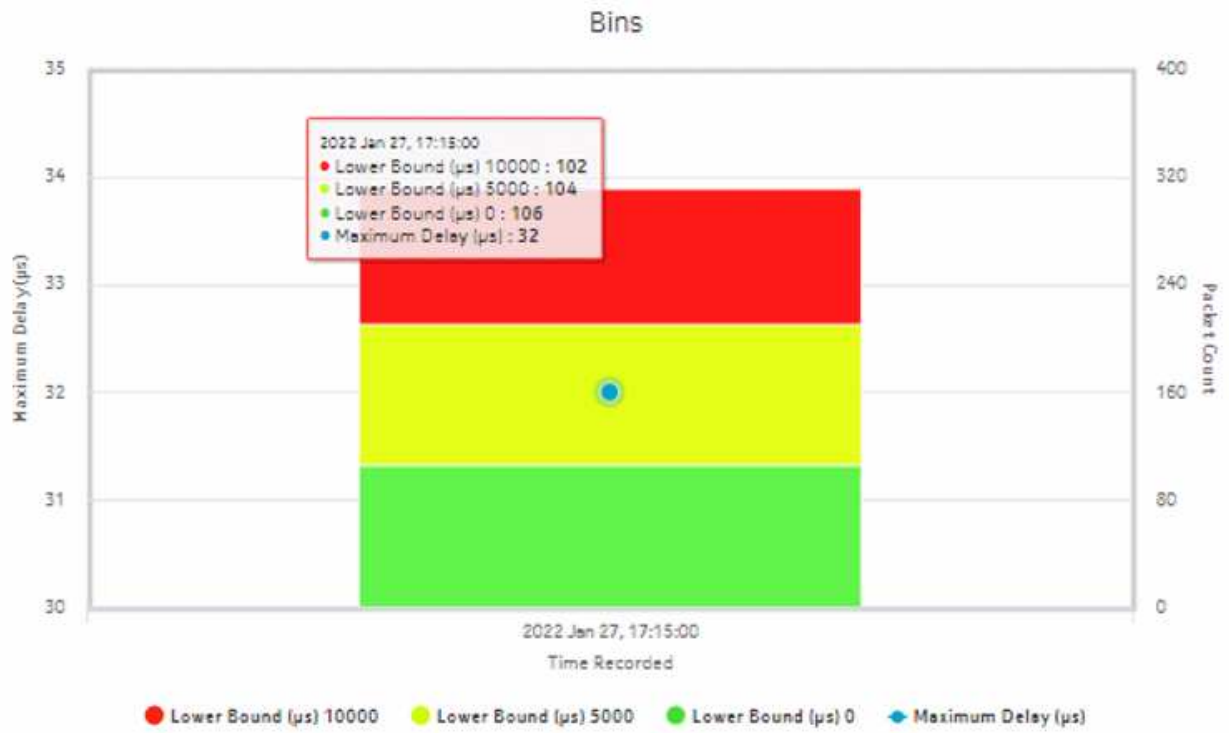 Bins
35
400
2022 Jan 27, 17:15:00
Lower Bound (µs) 10000 : 102
Lower Bound (µs) 5000 : 104
Lower Bound (µs) 0 : 106
Maximum Delay (µs) : 32
34
320
33
240
Maximum Delay(µs)
Packet Count
32
160
31
80
30
0
2022 Jan 27, 17:15:00
Time Recorded
Lower Bound (µs) 10000 Lower Bound (µs) 5000 Lower Bound (µs) 0 Maximum Delay (µs)